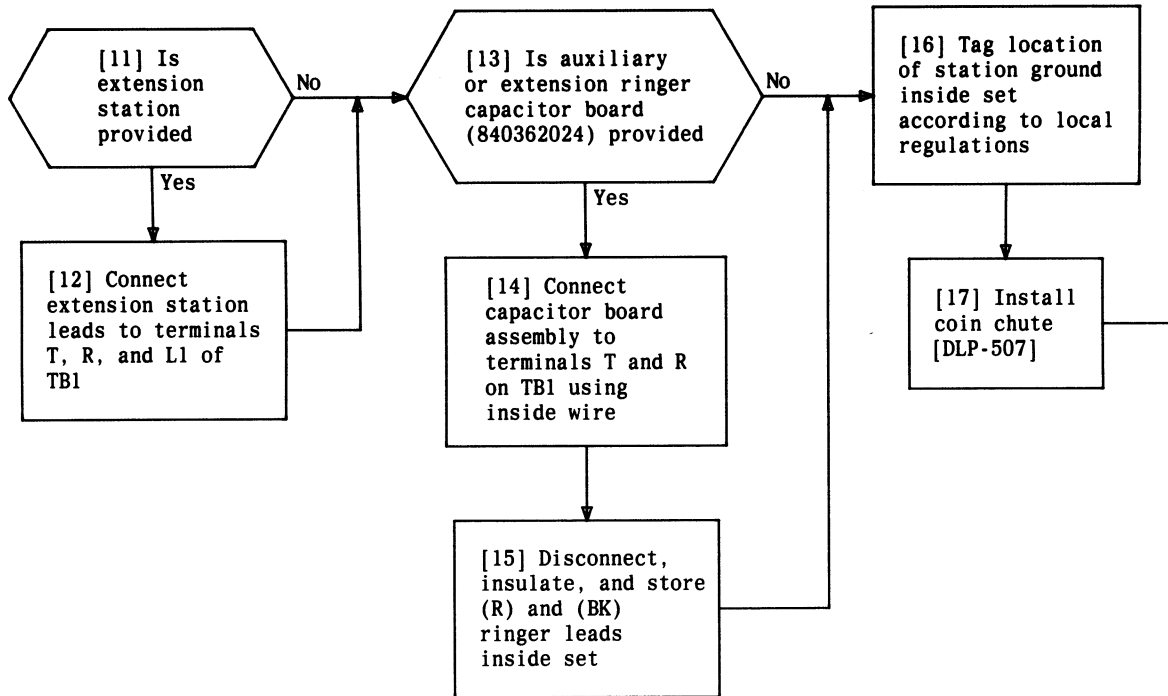 [11] Is
extension
station
provided
No
Yes
[12] Connect
extension station
leads to terminals
T, R, and L1 of
TB1
[13] Is auxiliary
or extension ringer
capacitor board
(840362024) provided
No
Yes
[14] Connect
capacitor board
assembly to
terminals T and R
on TB1 using
inside wire
[15] Disconnect,
insulate, and store
(R) and (BK)
ringer leads
inside set
[16] Tag location
of station ground
inside set
according to local
regulations
[17] Install
coin chute
[DLP-507]